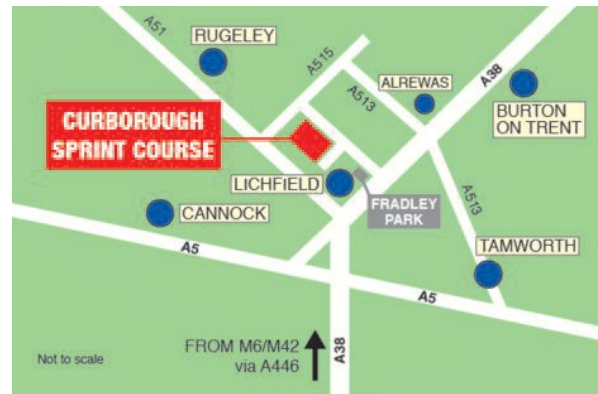 A51
RUGELEY
A515
ALREWAS
A38
A513
BURTON
ON TRENT
CURBOROUGH
SPRINT COURSE
LICHFIELD
FRADLEY
PARK
A513
CANNOCK
A5
TAMWORTH
A5
FROM M6/M42
via A446
A38
Not to scale